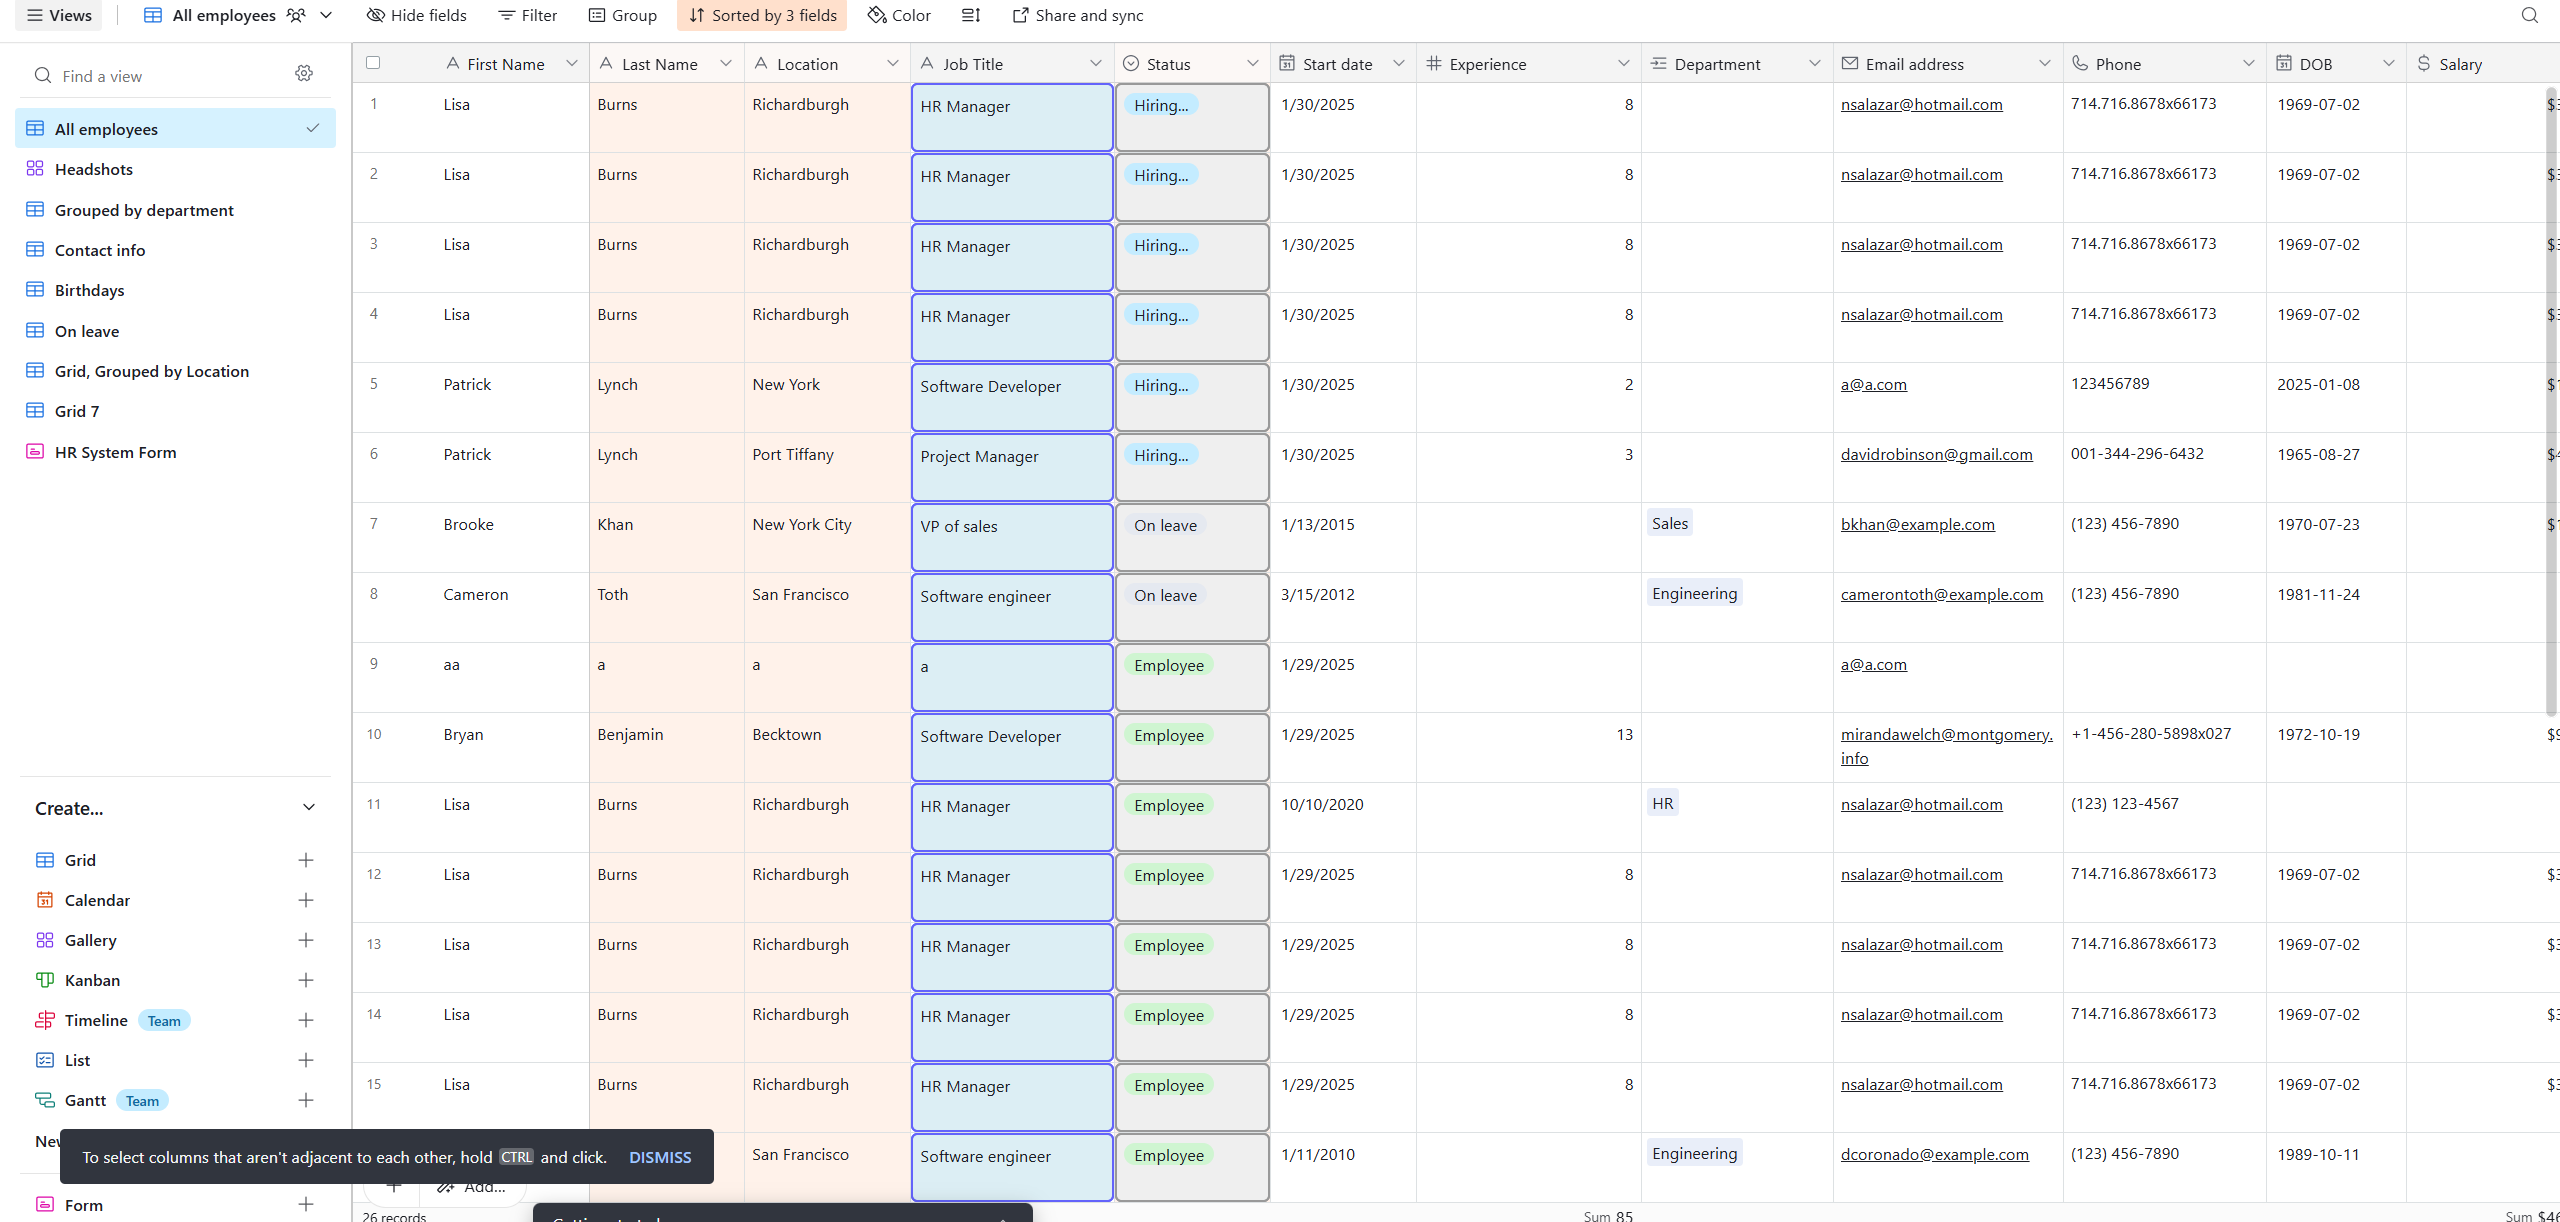 Views All employees Hide fields Filter Group Sorted by 3 fields Color Share and sync
Find a view
All employees
Headshots
Grouped by department
Contact info
Birthdays
On leave
Grid, Grouped by Location
Grid 7
HR System Form
Create...
Grid
Calendar
Gallery
Kanban
Timeline Team
List
Gantt Team
Form
First Name Last Name Location Job Title Status Start date Experience Department Email address Phone DOB Salary
1 Lisa Burns Richardburgh HR Manager Hiring... 1/30/2025 8 nsalazar@hotmail.com 714.716.8678x66173 1969-07-02
2 Lisa Burns Richardburgh HR Manager Hiring... 1/30/2025 8 nsalazar@hotmail.com 714.716.8678x66173 1969-07-02
3 Lisa Burns Richardburgh HR Manager Hiring... 1/30/2025 8 nsalazar@hotmail.com 714.716.8678x66173 1969-07-02
4 Lisa Burns Richardburgh HR Manager Hiring... 1/30/2025 8 nsalazar@hotmail.com 714.716.8678x66173 1969-07-02
5 Patrick Lynch New York Software Developer Hiring... 1/30/2025 2 a@a.com 123456789 2025-01-08
6 Patrick Lynch Port Tiffany Project Manager Hiring... 1/30/2025 3 davidrobinson@gmail.com 001-344-296-6432 1965-08-27
7 Brooke Khan New York City VP of sales On leave 1/13/2015 Sales bkhan@example.com (123) 456-7890 1970-07-23
8 Cameron Toth San Francisco Software engineer On leave 3/15/2012 Engineering camerontoth@example.com (123) 456-7890 1981-11-24
9 aa a a a Employee 1/29/2025 a@a.com
10 Bryan Benjamin Becktown Software Developer Employee 1/29/2025 13 mirandawelch@montgomery. +1-456-280-5898x027 1972-10-19
info
11 Lisa Burns Richardburgh HR Manager Employee 10/10/2020 HR nsalazar@hotmail.com (123) 123-4567
12 Lisa Burns Richardburgh HR Manager Employee 1/29/2025 8 nsalazar@hotmail.com 714.716.8678x66173 1969-07-02
13 Lisa Burns Richardburgh HR Manager Employee 1/29/2025 8 nsalazar@hotmail.com 714.716.8678x66173 1969-07-02
14 Lisa Burns Richardburgh HR Manager Employee 1/29/2025 8 nsalazar@hotmail.com 714.716.8678x66173 1969-07-02
15 Lisa Burns Richardburgh HR Manager Employee 1/29/2025 8 nsalazar@hotmail.com 714.716.8678x66173 1969-07-02
San Francisco Software engineer Employee 1/11/2010 Engineering dcoronado@example.com (123) 456-7890 1989-10-11
To select columns that aren't adjacent to each other, hold CTRL and click. DISMISS
Add...
26 records Sum 85 Sum